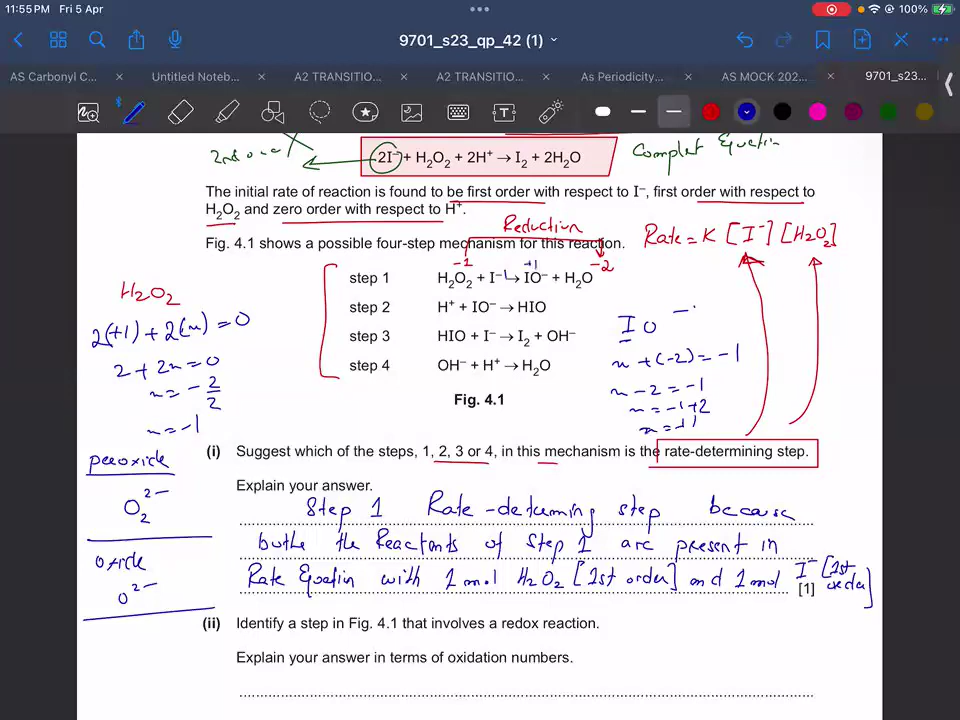 11:55 PM Fri 5 Apr
100%
9701_s23_qp_42 (1)
AS Carbonyl C...
Untitled Noteb...
A2 TRANSITIO...
A2 TRANSITIO...
As Periodicity...
AS MOCK 202...
9701_s23...
2I⁻ + H₂O₂ + 2H⁺ → I₂ + 2H₂O
Complet Equatin
The initial rate of reaction is found to be first order with respect to I⁻, first order with respect to
H₂O₂ and zero order with respect to H⁺.
Reduction
Rate = K [I⁻] [H₂O₂]
Fig. 4.1 shows a possible four-step mechanism for this reaction.
-1 +1 -2
step 1 H₂O₂ + I⁻¹ → IO⁻ + H₂O
step 2 H⁺ + IO⁻ → HIO
step 3 HIO + I⁻ → I₂ + OH⁻
step 4 OH⁻ + H⁺ → H₂O
Fig. 4.1
H₂O₂
2(+1) + 2(x) = 0
2 + 2x = 0
x = -2/2
x = -1
IO⁻
x + (-2) = -1
x - 2 = -1
x = -1+2
x = +1
(i) Suggest which of the steps, 1, 2, 3 or 4, in this mechanism is the rate-determining step.
Explain your answer.
peroxide
O₂²⁻
oxide
O²⁻
Step 1 Rate-determing step because
bothe the Reactants of Step 1 are present in
Rate Equatin with 1 mol H₂O₂ [1st order] and 1 mol I⁻ [1st order]
[1]
(ii) Identify a step in Fig. 4.1 that involves a redox reaction.
Explain your answer in terms of oxidation numbers.